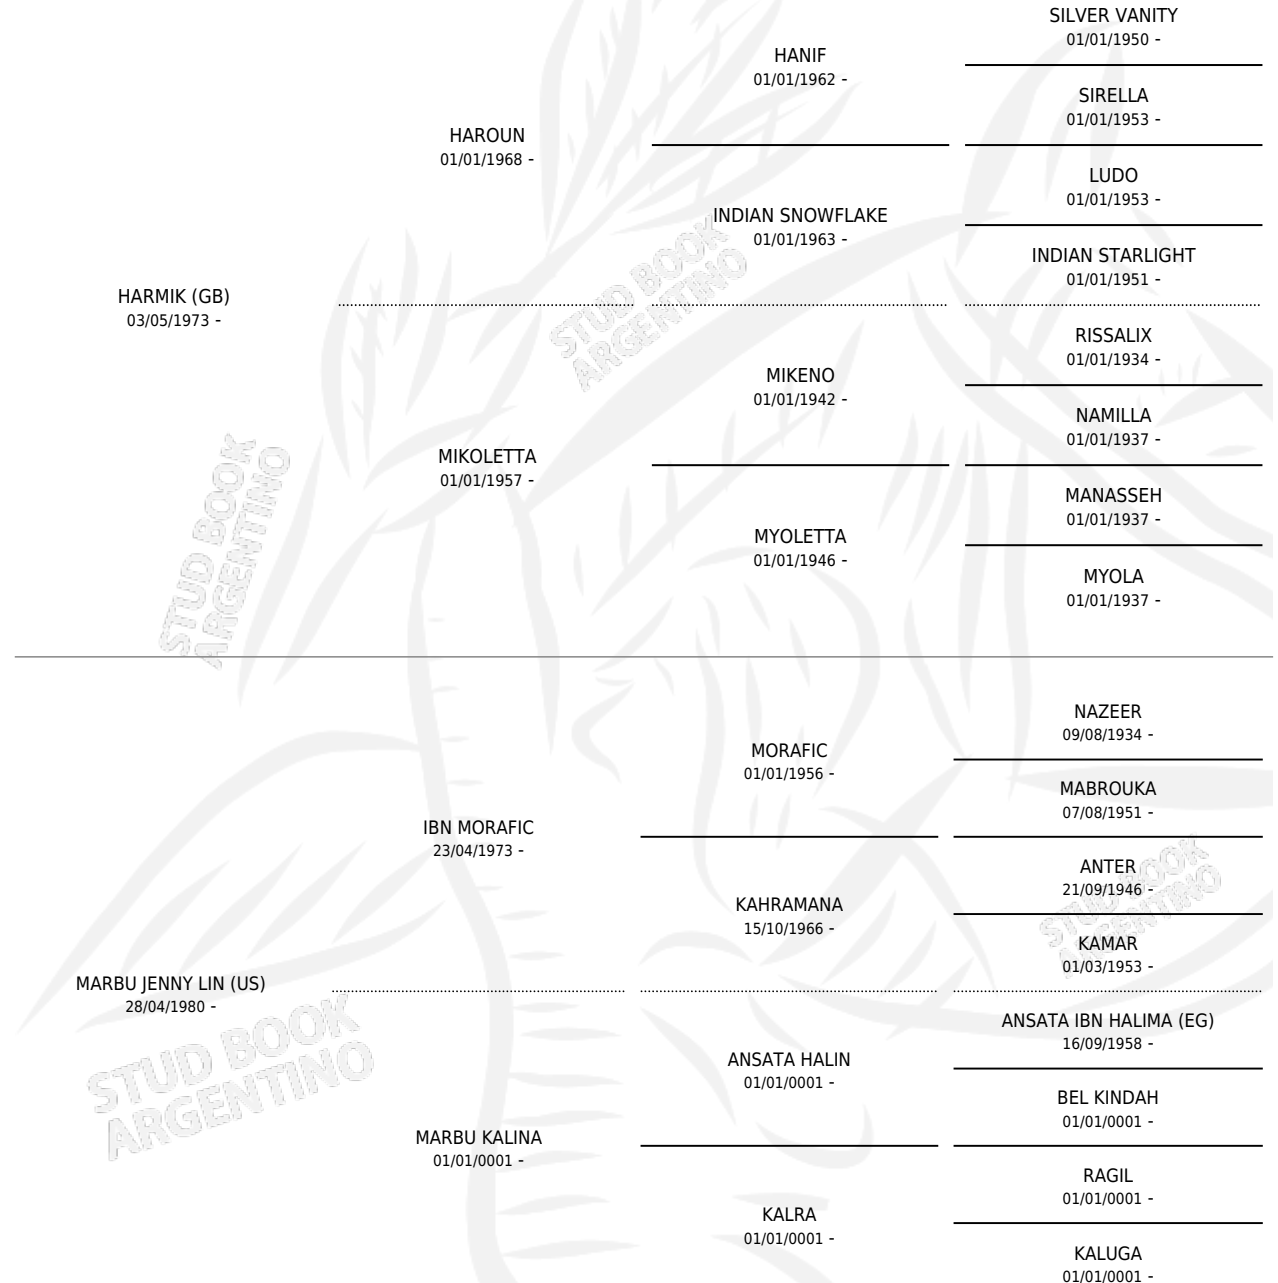 SILVER VANITY
01/01/1950 -
HANIF
01/01/1962 -
SIRELLA
01/01/1953 -
HAROUN
01/01/1968 -
LUDO
01/01/1953 -
INDIAN SNOWFLAKE
01/01/1963 -
INDIAN STARLIGHT
01/01/1951 -
HARMIK (GB)
03/05/1973 -
RISSALIX
01/01/1934 -
MIKENO
01/01/1942 -
NAMILLA
01/01/1937 -
MIKOLETTA
01/01/1957 -
MANASSEH
01/01/1937 -
MYOLETTA
01/01/1946 -
MYOLA
01/01/1937 -
STUD BOOK
ARGENTINO
STUD BOOK
ARGENTINO
NAZEER
09/08/1934 -
MORAFIC
01/01/1956 -
MABROUKA
07/08/1951 -
IBN MORAFIC
23/04/1973 -
ANTER
21/09/1946 -
KAHRAMANA
15/10/1966 -
KAMAR
01/03/1953 -
STUD BOOK
ARGENTINO
MARBU JENNY LIN (US)
28/04/1980 -
ANSATA IBN HALIMA (EG)
16/09/1958 -
ANSATA HALIN
01/01/0001 -
BEL KINDAH
01/01/0001 -
MARBU KALINA
01/01/0001 -
RAGIL
01/01/0001 -
KALRA
01/01/0001 -
KALUGA
01/01/0001 -
STUD BOOK
ARGENTINO